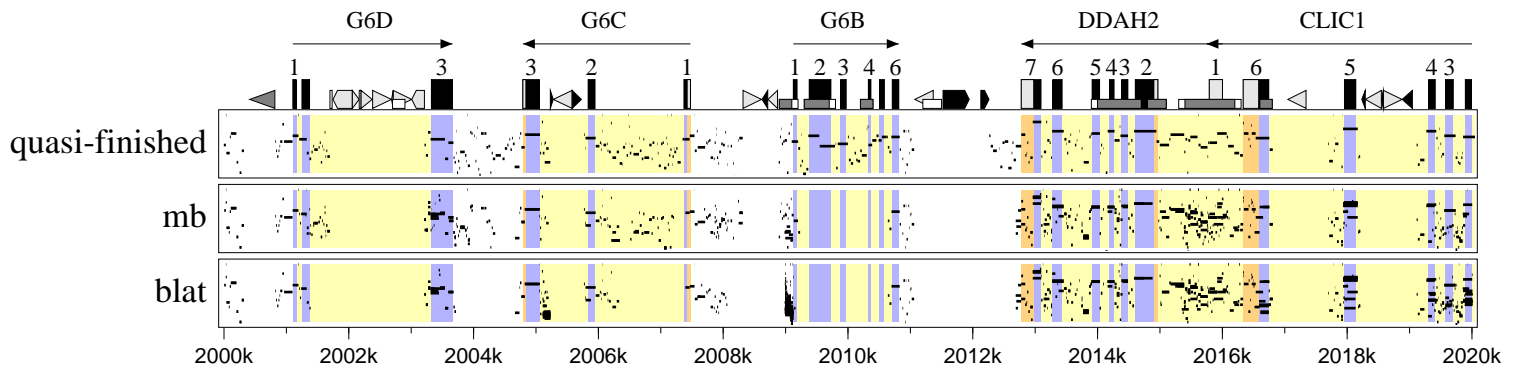 G6D G6C G6B DDAH2 CLIC1
1 3 3 2 1 1 2 3 4 6 7 6 5 4 3 2 1 6 5 4 3
quasi-finished
mb
blat
2000k 2002k 2004k 2006k 2008k 2010k 2012k 2014k 2016k 2018k 2020k